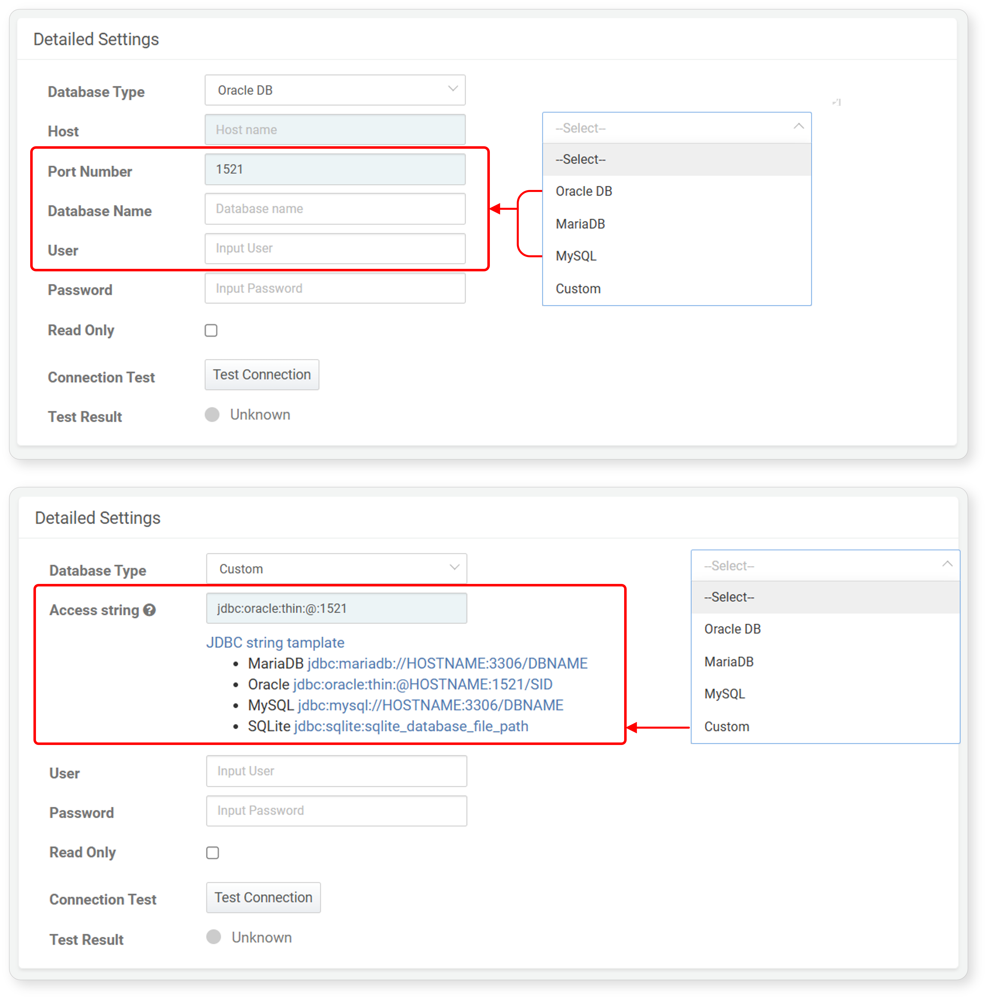 Detailed Settings
Database Type Oracle DB
Host Host name
Port Number 1521
Database Name Database name
User Input User
Password Input Password
Read Only
Connection Test Test Connection
Test Result Unknown
--Select--
--Select--
Oracle DB
MariaDB
MySQL
Custom
Detailed Settings
Database Type Custom
Access string ? jdbc:oracle:thin:@:1521
JDBC string tamplate
• MariaDB jdbc:mariadb://HOSTNAME:3306/DBNAME
• Oracle jdbc:oracle:thin:@HOSTNAME:1521/SID
• MySQL jdbc:mysql://HOSTNAME:3306/DBNAME
• SQLite jdbc:sqlite:sqlite_database_file_path
User Input User
Password Input Password
Read Only
Connection Test Test Connection
Test Result Unknown
--Select--
--Select--
Oracle DB
MariaDB
MySQL
Custom